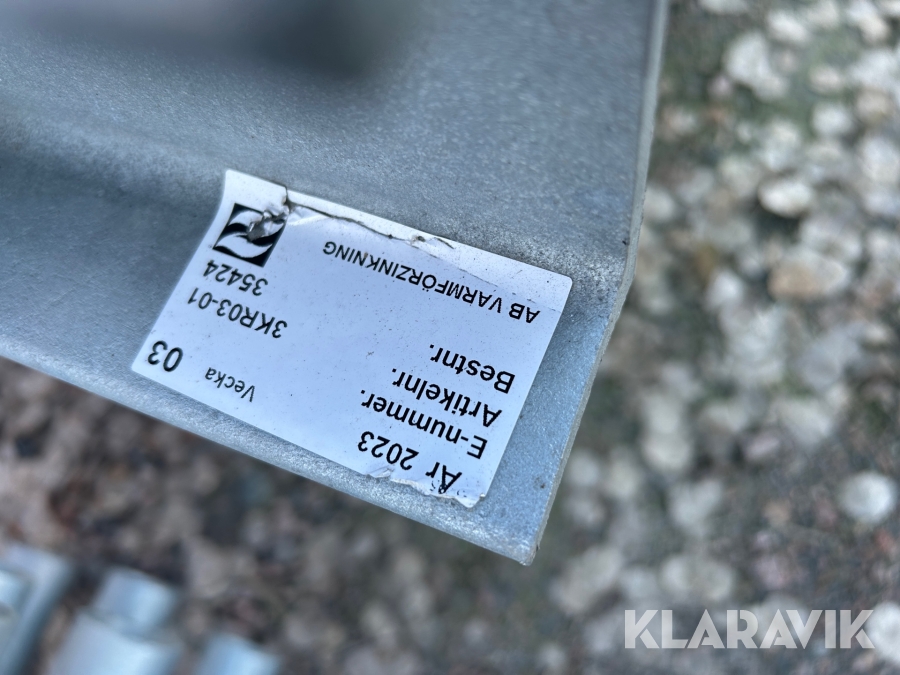 År 2023 Vecka 03
E-nummer.
Artikelnr. 3KR03-01
Bestnr. 35424
AB VARMFÖRZINKNING
KLARAVIK